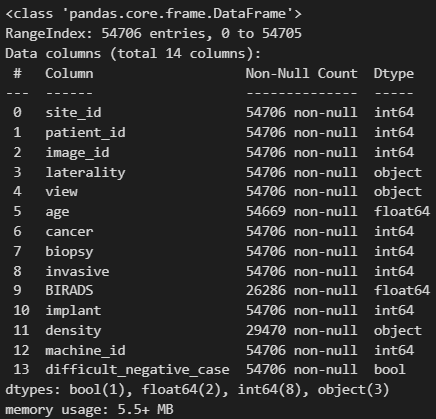 <class 'pandas.core.frame.DataFrame'>
RangeIndex: 54706 entries, 0 to 54705
Data columns (total 14 columns):
 #   Column                   Non-Null Count  Dtype
---  ------                   --------------  -----
 0   site_id                  54706 non-null  int64
 1   patient_id               54706 non-null  int64
 2   image_id                 54706 non-null  int64
 3   laterality               54706 non-null  object
 4   view                     54706 non-null  object
 5   age                      54669 non-null  float64
 6   cancer                   54706 non-null  int64
 7   biopsy                   54706 non-null  int64
 8   invasive                 54706 non-null  int64
 9   BIRADS                   26286 non-null  float64
 10  implant                  54706 non-null  int64
 11  density                  29470 non-null  object
 12  machine_id               54706 non-null  int64
 13  difficult_negative_case  54706 non-null  bool
dtypes: bool(1), float64(2), int64(8), object(3)
memory usage: 5.5+ MB